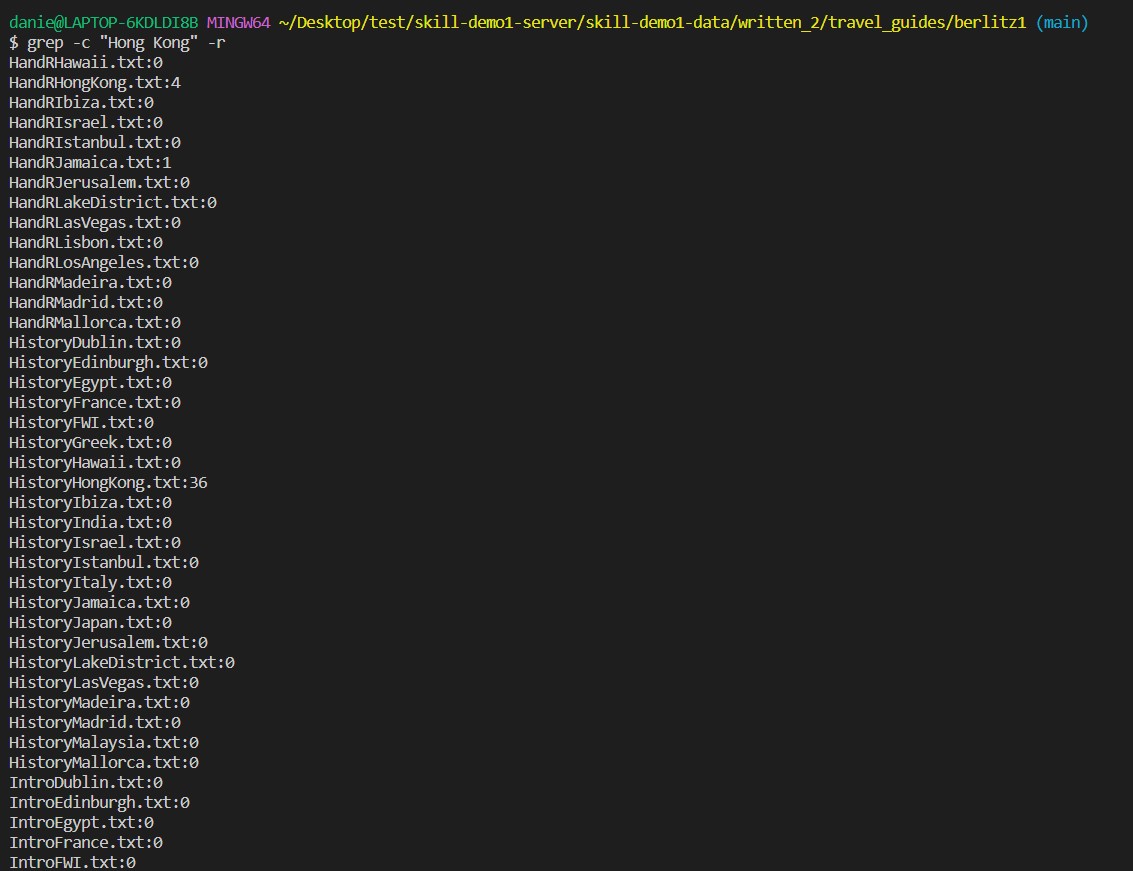 danie@LAPTOP-6KDLDI8B MINGW64 ~/Desktop/test/skill-demo1-server/skill-demo1-data/written_2/travel_guides/berlitz1 (main)
$ grep -c "Hong Kong" -r
HandRHawaii.txt:0
HandRHongKong.txt:4
HandRIbiza.txt:0
HandRIsrael.txt:0
HandRIstanbul.txt:0
HandRJamaica.txt:1
HandRJerusalem.txt:0
HandRLakeDistrict.txt:0
HandRLasVegas.txt:0
HandRLisbon.txt:0
HandRLosAngeles.txt:0
HandRMadeira.txt:0
HandRMadrid.txt:0
HandRMallorca.txt:0
HistoryDublin.txt:0
HistoryEdinburgh.txt:0
HistoryEgypt.txt:0
HistoryFrance.txt:0
HistoryFWI.txt:0
HistoryGreek.txt:0
HistoryHawaii.txt:0
HistoryHongKong.txt:36
HistoryIbiza.txt:0
HistoryIndia.txt:0
HistoryIsrael.txt:0
HistoryIstanbul.txt:0
HistoryItaly.txt:0
HistoryJamaica.txt:0
HistoryJapan.txt:0
HistoryJerusalem.txt:0
HistoryLakeDistrict.txt:0
HistoryLasVegas.txt:0
HistoryMadeira.txt:0
HistoryMadrid.txt:0
HistoryMalaysia.txt:0
HistoryMallorca.txt:0
IntroDublin.txt:0
IntroEdinburgh.txt:0
IntroEgypt.txt:0
IntroFrance.txt:0
IntroFWI.txt:0